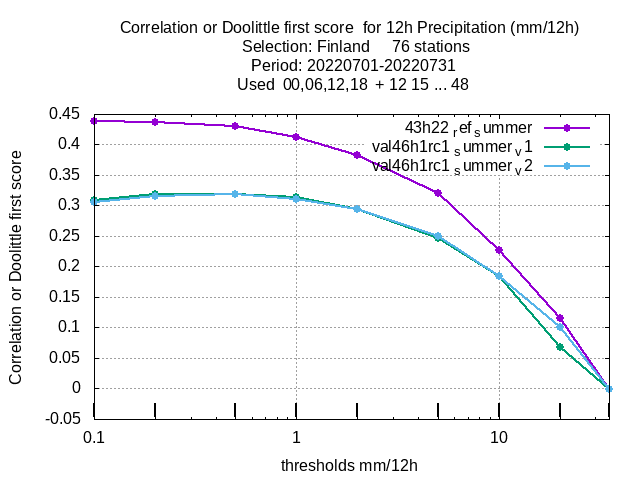 Correlation or Doolittle first score  for 12h Precipitation (mm/12h)
Selection: Finland     76 stations
Period: 20220701-20220731
Used  00,06,12,18  + 12 15 ... 48
43h22 ref summer
val46h1rc1 summer v1
val46h1rc1 summer v2
Correlation or Doolittle first score
0.45
0.4
0.35
0.3
0.25
0.2
0.15
0.1
0.05
0
-0.05
0.1 1 10
thresholds mm/12h